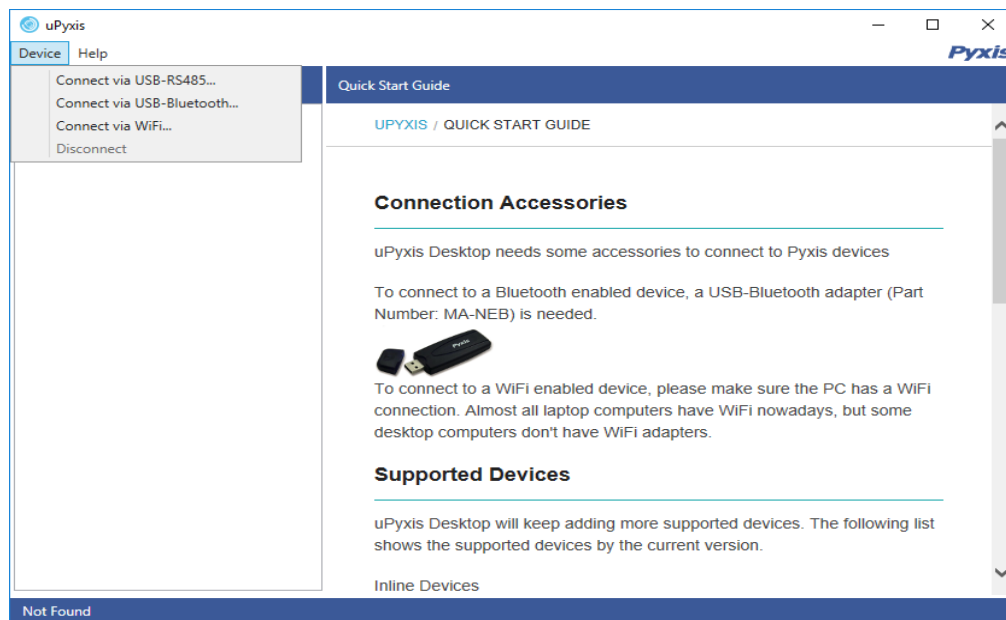 uPyxis
Device Help
Pyxis
Connect via USB-RS485...
Connect via USB-Bluetooth...
Connect via WiFi...
Disconnect
Quick Start Guide
UPYXIS / QUICK START GUIDE
Connection Accessories
uPyxis Desktop needs some accessories to connect to Pyxis devices
To connect to a Bluetooth enabled device, a USB-Bluetooth adapter (Part
Number: MA-NEB) is needed.
Pyxis
To connect to a WiFi enabled device, please make sure the PC has a WiFi
connection. Almost all laptop computers have WiFi nowadays, but some
desktop computers don't have WiFi adapters.
Supported Devices
uPyxis Desktop will keep adding more supported devices. The following list
shows the supported devices by the current version.
Inline Devices
Not Found